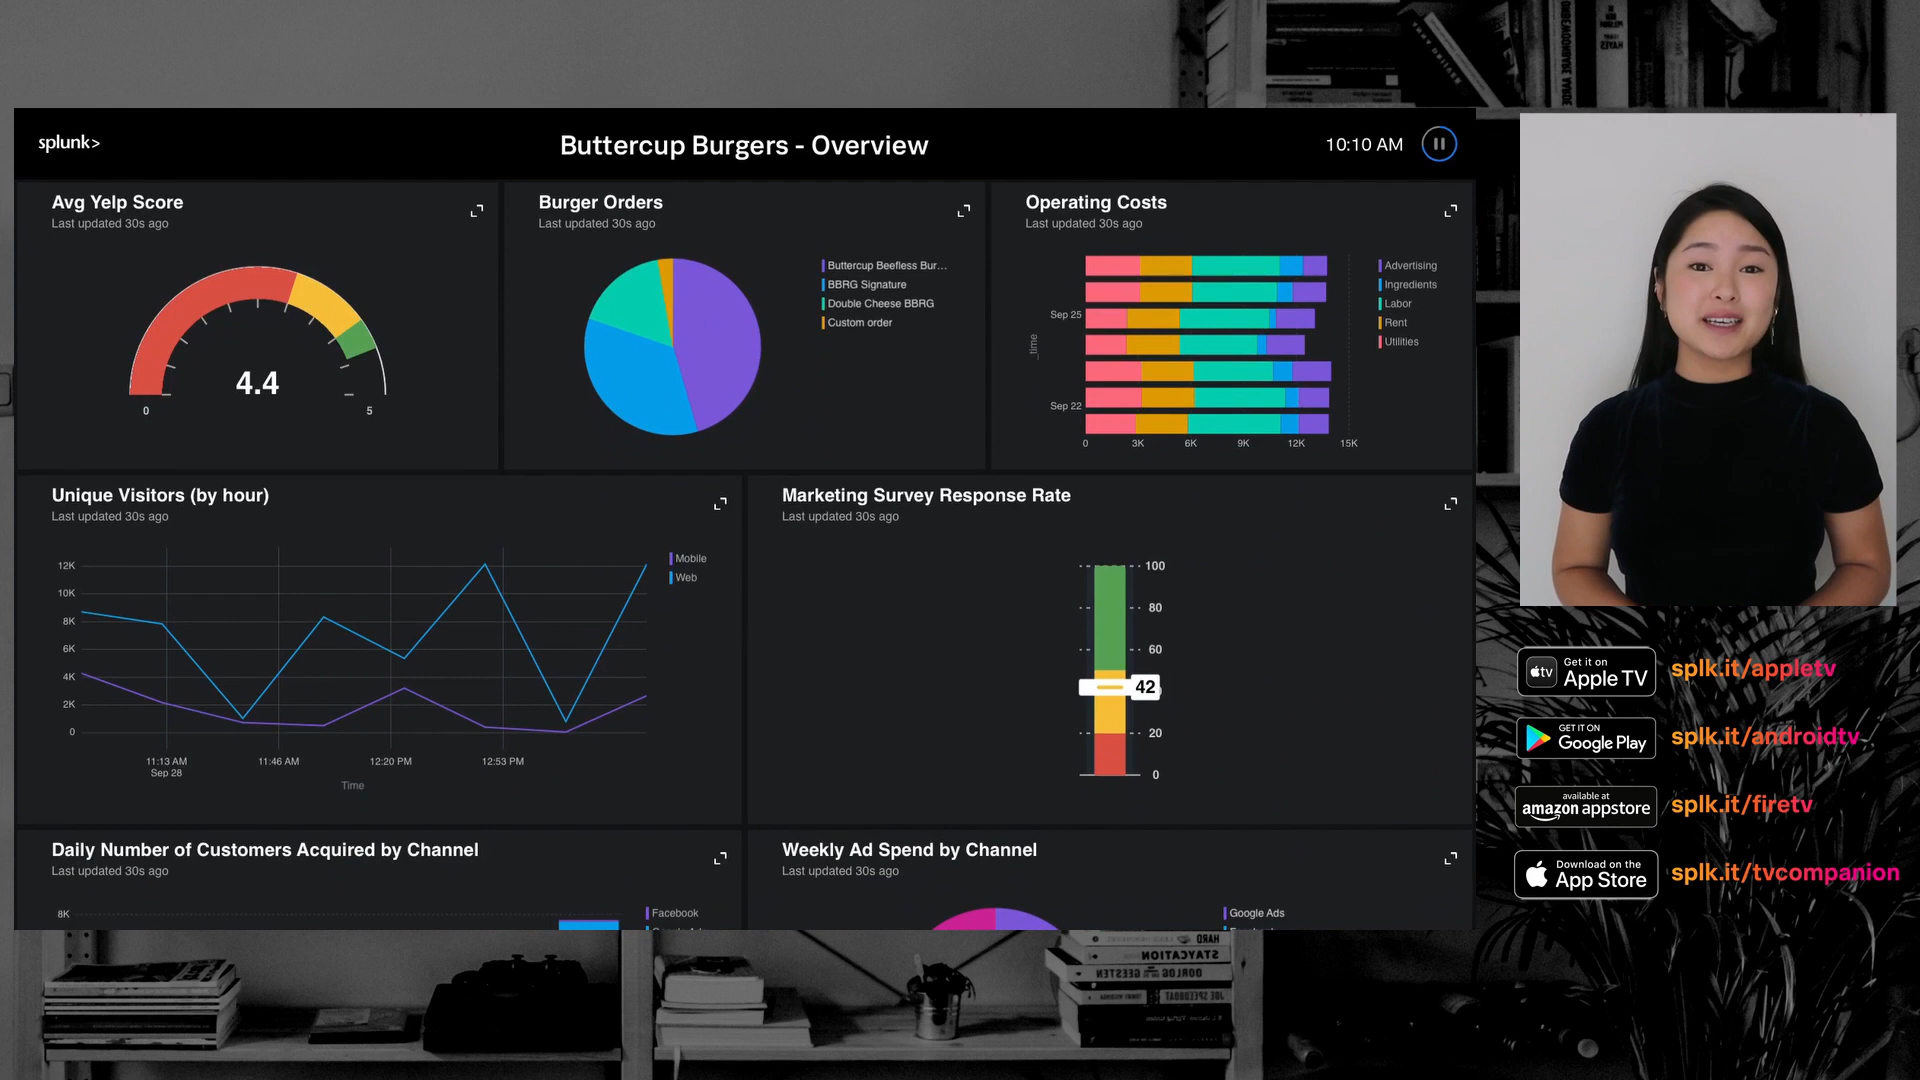 splunk>
Buttercup Burgers - Overview
10:10 AM
Avg Yelp Score
Last updated 30s ago
4.4
0
5
Burger Orders
Last updated 30s ago
Buttercup Beefless Bur...
BBRG Signature
Double Cheese BBRG
Custom order
Operating Costs
Last updated 30s ago
_time
Sep 25
Sep 22
0 3K 6K 9K 12K 15K
Advertising
Ingredients
Labor
Rent
Utilities
Unique Visitors (by hour)
Last updated 30s ago
12K
10K
8K
6K
4K
2K
0
11:13 AM 11:46 AM 12:20 PM 12:53 PM
Sep 28
Time
Mobile
Web
Marketing Survey Response Rate
Last updated 30s ago
100
80
60
42
20
0
Daily Number of Customers Acquired by Channel
Last updated 30s ago
8K
Facebook
Weekly Ad Spend by Channel
Last updated 30s ago
Google Ads
tv
Get it on
Apple TV
splk.it/appletv
GET IT ON
Google Play
splk.it/androidtv
available at
amazon appstore
splk.it/firetv
Download on the
App Store
splk.it/tvcompanion
HARD
STAYCATION
OORLOG
GEESTEN
JOE SPEEDBOAT